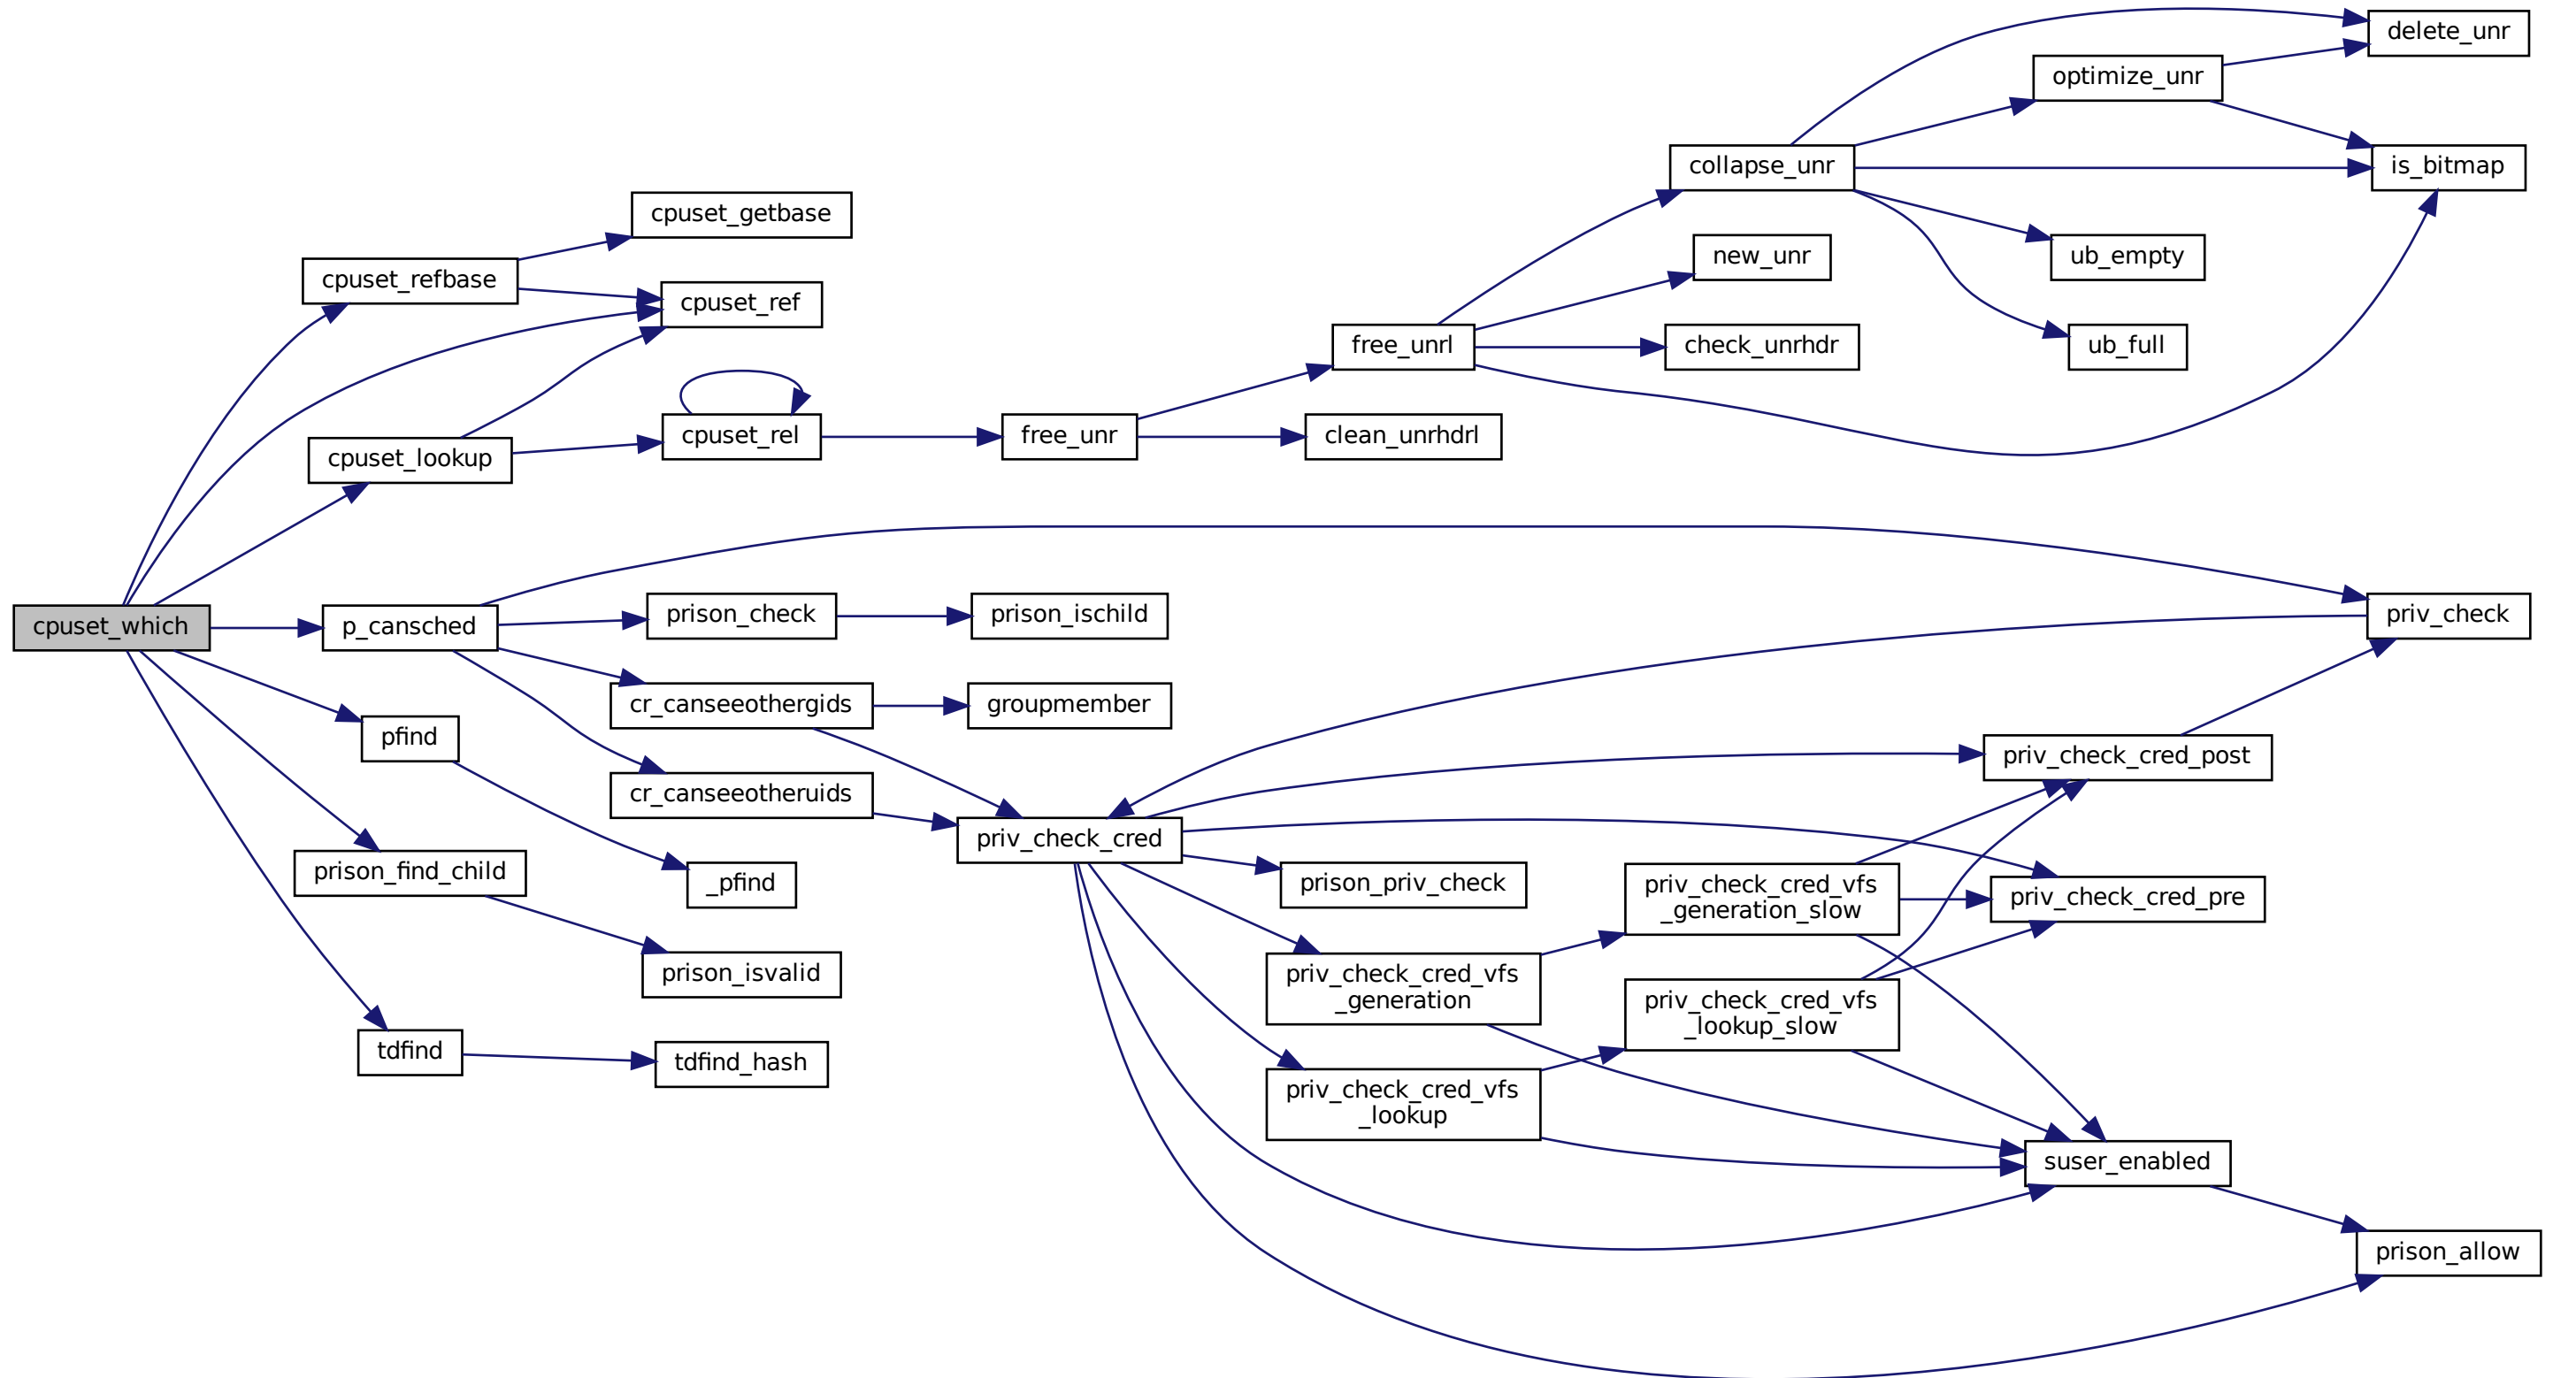 delete_unr
optimize_unr
collapse_unr
is_bitmap
cpuset_getbase
new_unr
ub_empty
cpuset_refbase
cpuset_ref
free_unrl
check_unrhdr
ub_full
cpuset_lookup
cpuset_rel
free_unr
clean_unrhdrl
cpuset_which
p_cansched
prison_check
prison_ischild
priv_check
cr_canseeothergids
groupmember
pfind
priv_check_cred_post
cr_canseeotheruids
priv_check_cred
prison_find_child
_pfind
prison_priv_check
priv_check_cred_vfs
_generation_slow
priv_check_cred_pre
prison_isvalid
priv_check_cred_vfs
_generation
priv_check_cred_vfs
_lookup_slow
tdfind
tdfind_hash
priv_check_cred_vfs
_lookup
suser_enabled
prison_allow